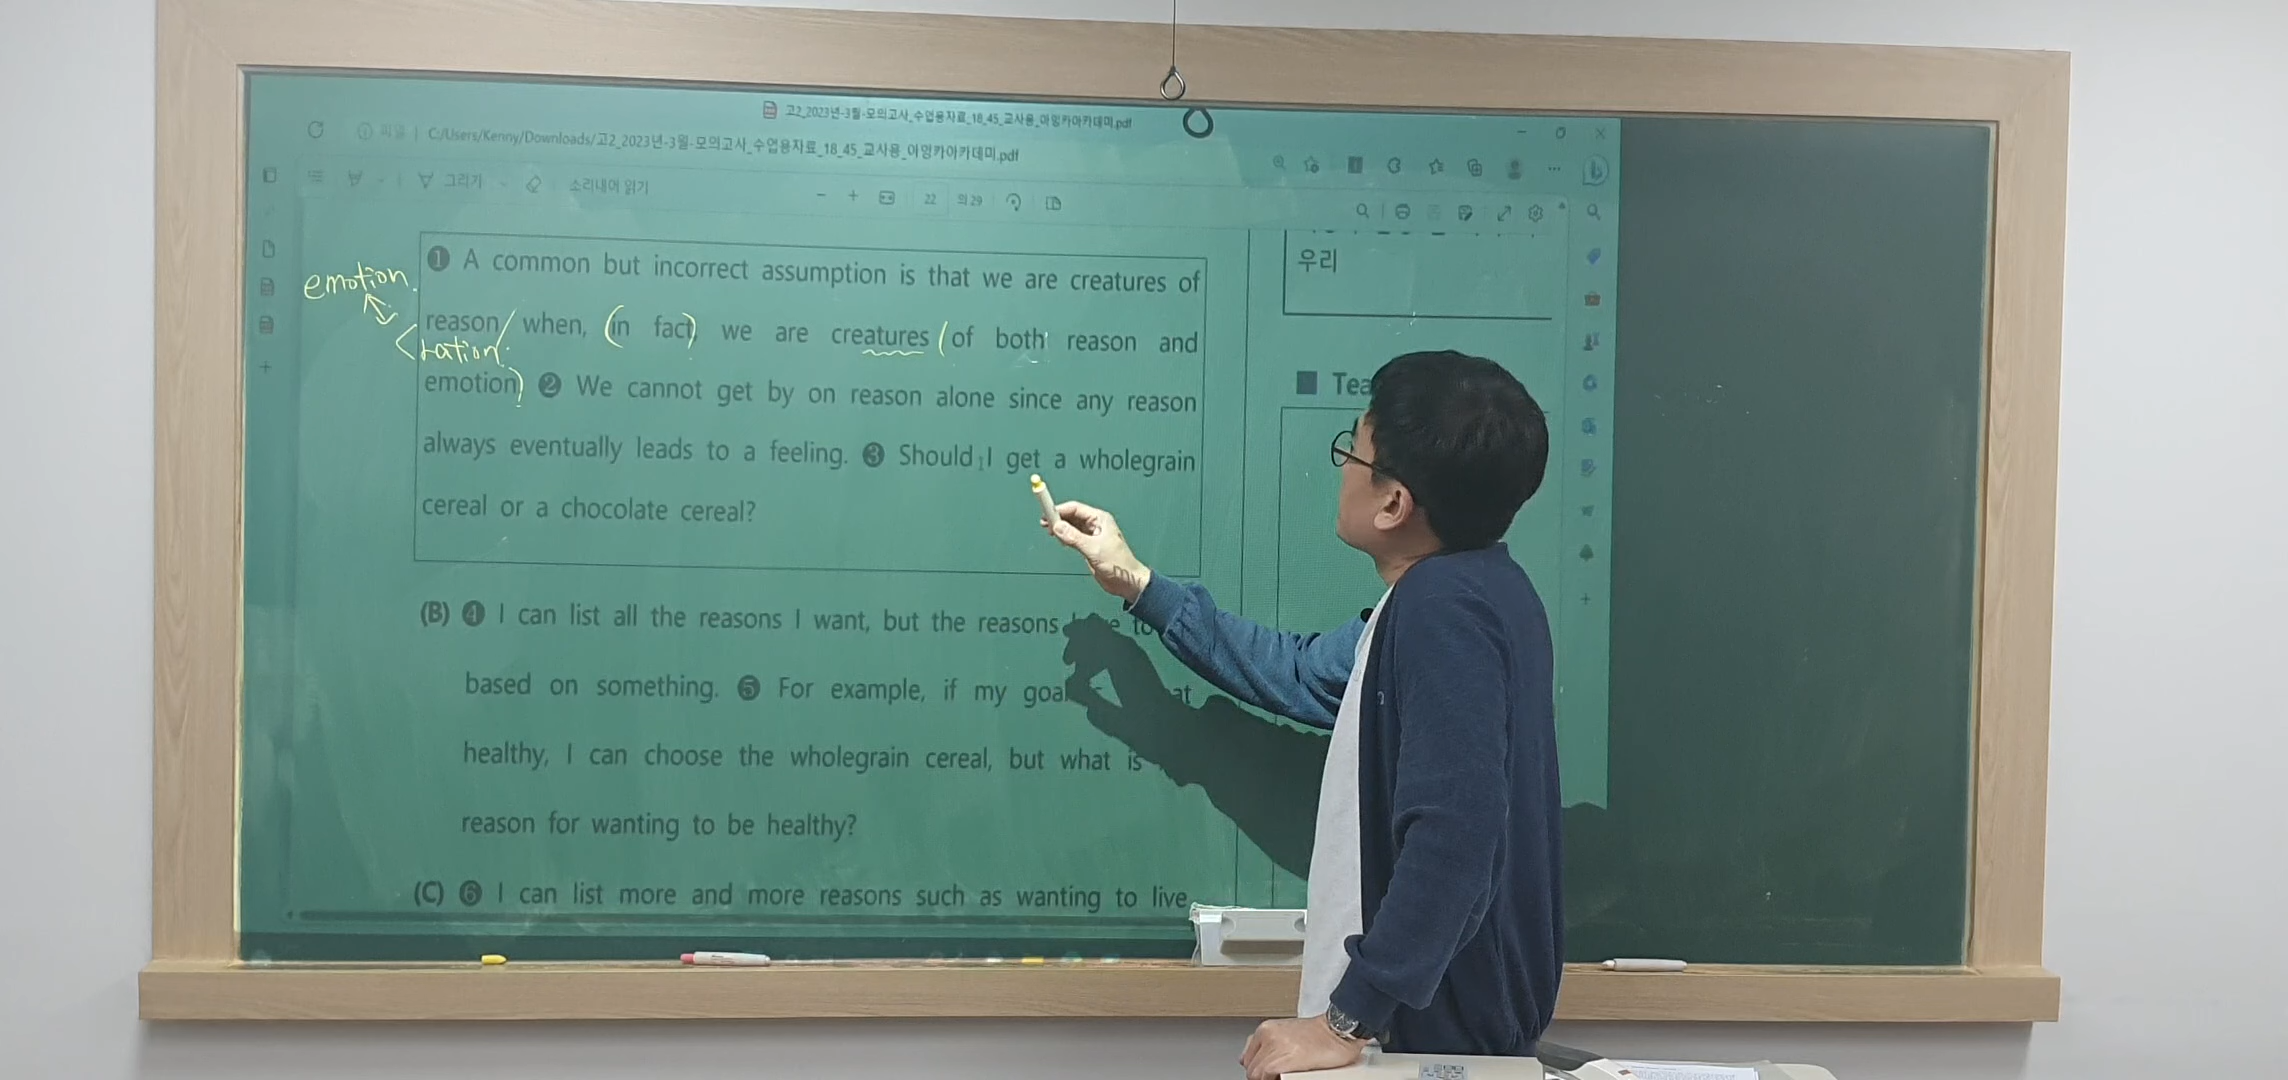 고2_2023년-3월-모의고사_수업용자료_18_45_교사용_아잉카아카데미.pdf
파일 | C:/Users/Kenny/Downloads/고2_2023년-3월-모의고사_수업용자료_18_45_교사용_아잉카아카데미.pdf
그리기 소리내어 읽기 − + 22 의 29
우리
emotion.
❶ A common but incorrect assumption is that we are creatures of
reason when, (in fact), we are creatures (of both reason and
ration.
emotion) ❷ We cannot get by on reason alone since any reason
always eventually leads to a feeling. ❸ Should I get a wholegrain
cereal or a chocolate cereal?
■ Tea
(B) ❹ I can list all the reasons I want, but the reasons to
based on something. ❺ For example, if my goal
healthy, I can choose the wholegrain cereal, but what is
reason for wanting to be healthy?
(C) ❻ I can list more and more reasons such as wanting to live